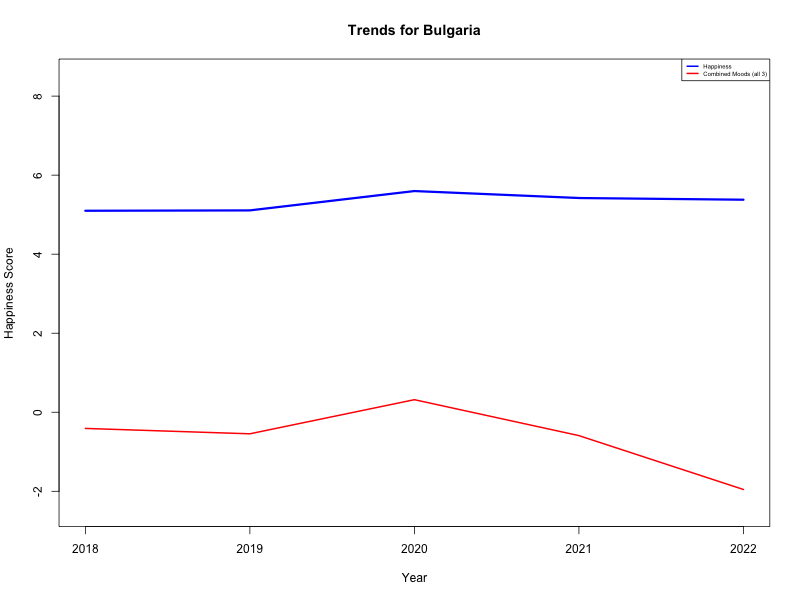 Trends for Bulgaria
Happiness
Combined Moods (all 3)
Happiness Score
8
6
4
2
0
-2
2018 2019 2020 2021 2022
Year